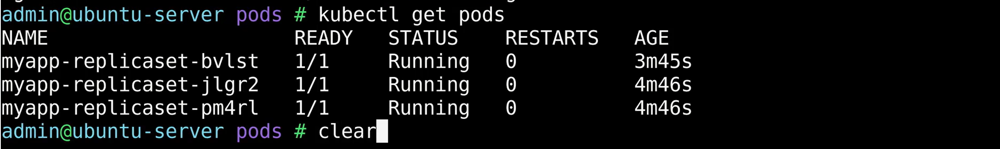 admin@ubuntu-server pods # kubectl get pods
NAME READY STATUS RESTARTS AGE
myapp-replicaset-bvlst 1/1 Running 0 3m45s
myapp-replicaset-jlgr2 1/1 Running 0 4m46s
myapp-replicaset-pm4rl 1/1 Running 0 4m46s
admin@ubuntu-server pods # clear